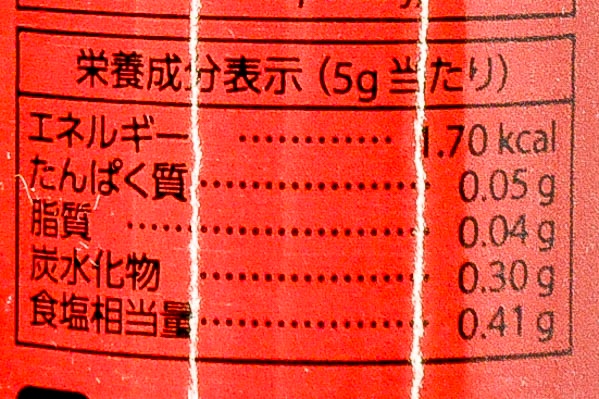 栄養成分表示（5g当たり）
エネルギー ………… 1.70 kcal
たんぱく質 ………… 0.05 g
脂質 ………… 0.04 g
炭水化物 ………… 0.30 g
食塩相当量 ………… 0.41 g